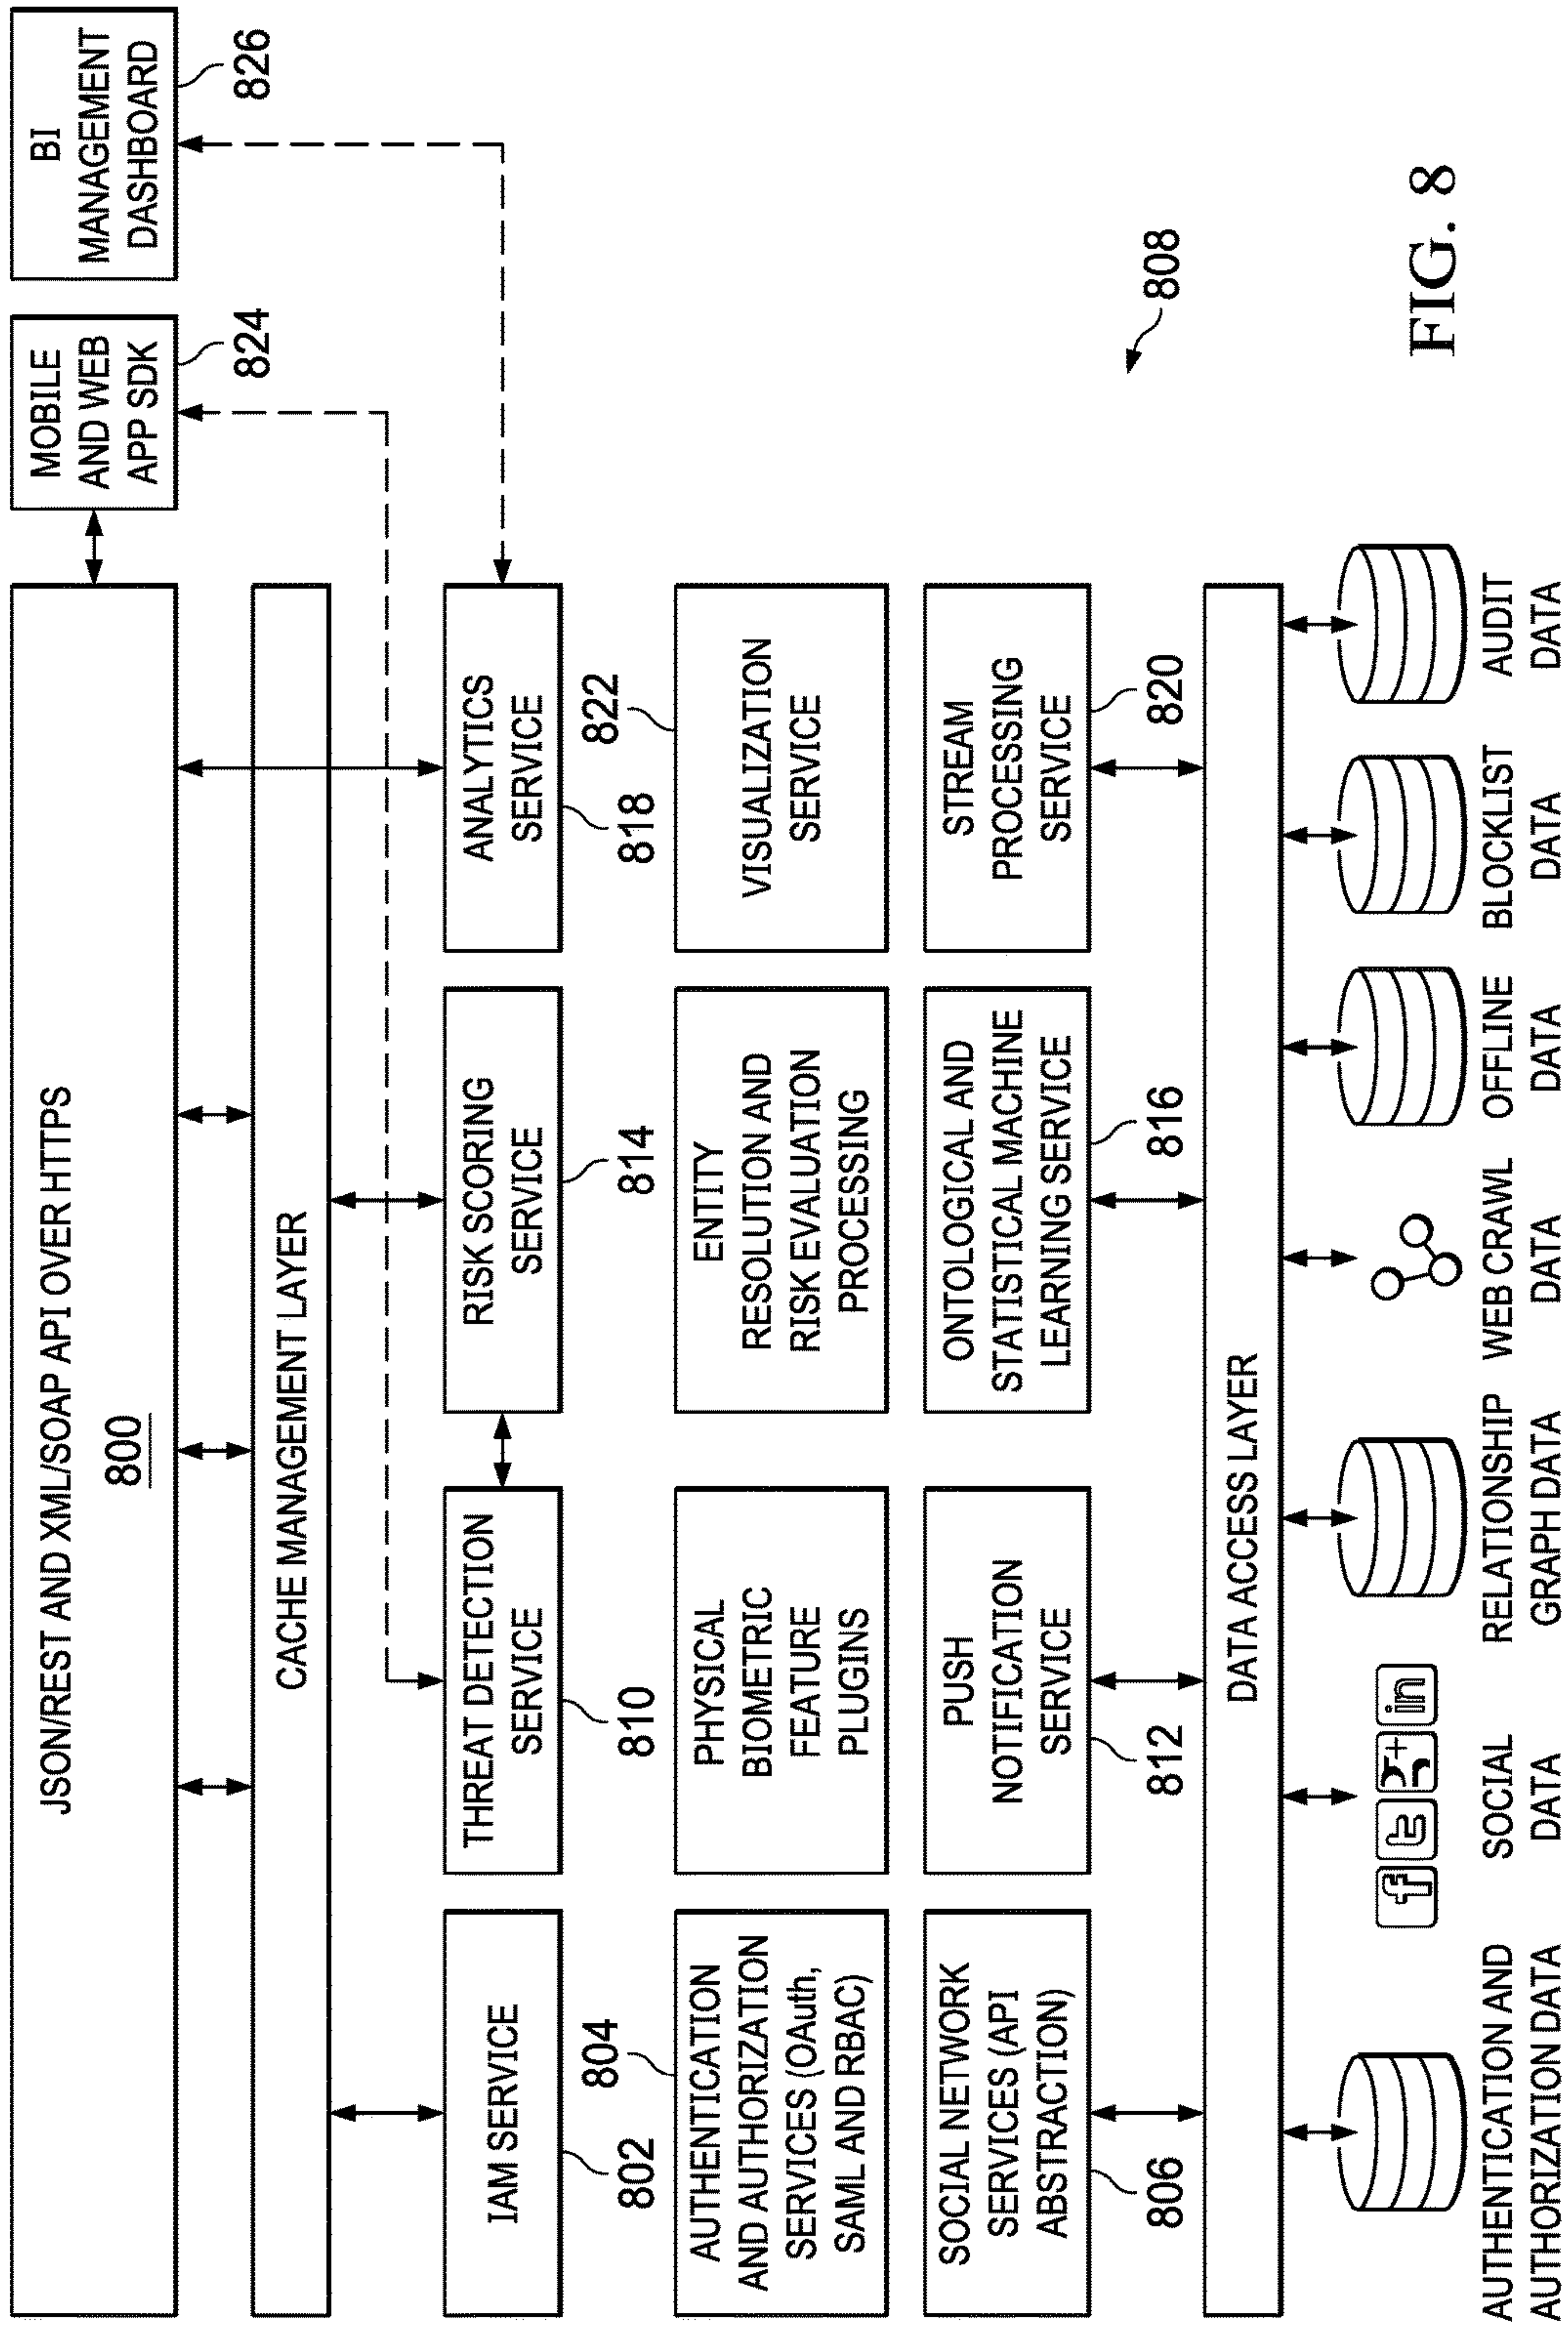 JSON/REST AND XML/SOAP API OVER HTTPS
800
MOBILE
AND WEB
APP SDK
824
BI
MANAGEMENT
DASHBOARD
826
CACHE MANAGEMENT LAYER
IAM SERVICE
802
THREAT DETECTION
SERVICE
810
RISK SCORING
SERVICE
814
ANALYTICS
SERVICE
818
804
AUTHENTICATION
AND AUTHORIZATION
SERVICES (OAuth,
SAML AND RBAC)
PHYSICAL
BIOMETRIC
FEATURE
PLUGINS
ENTITY
RESOLUTION AND
RISK EVALUATION
PROCESSING
822
VISUALIZATION
SERVICE
SOCIAL NETWORK
SERVICES (API
ABSTRACTION)
806
PUSH
NOTIFICATION
SERVICE
812
ONTOLOGICAL AND
STATISTICAL MACHINE
LEARNING SERVICE
816
STREAM
PROCESSING
SERVICE
820
808
DATA ACCESS LAYER
f
t
g+
in
AUTHENTICATION AND
AUTHORIZATION DATA
SOCIAL
DATA
RELATIONSHIP
GRAPH DATA
WEB CRAWL
DATA
OFFLINE
DATA
BLOCKLIST
DATA
AUDIT
DATA
FIG. 8